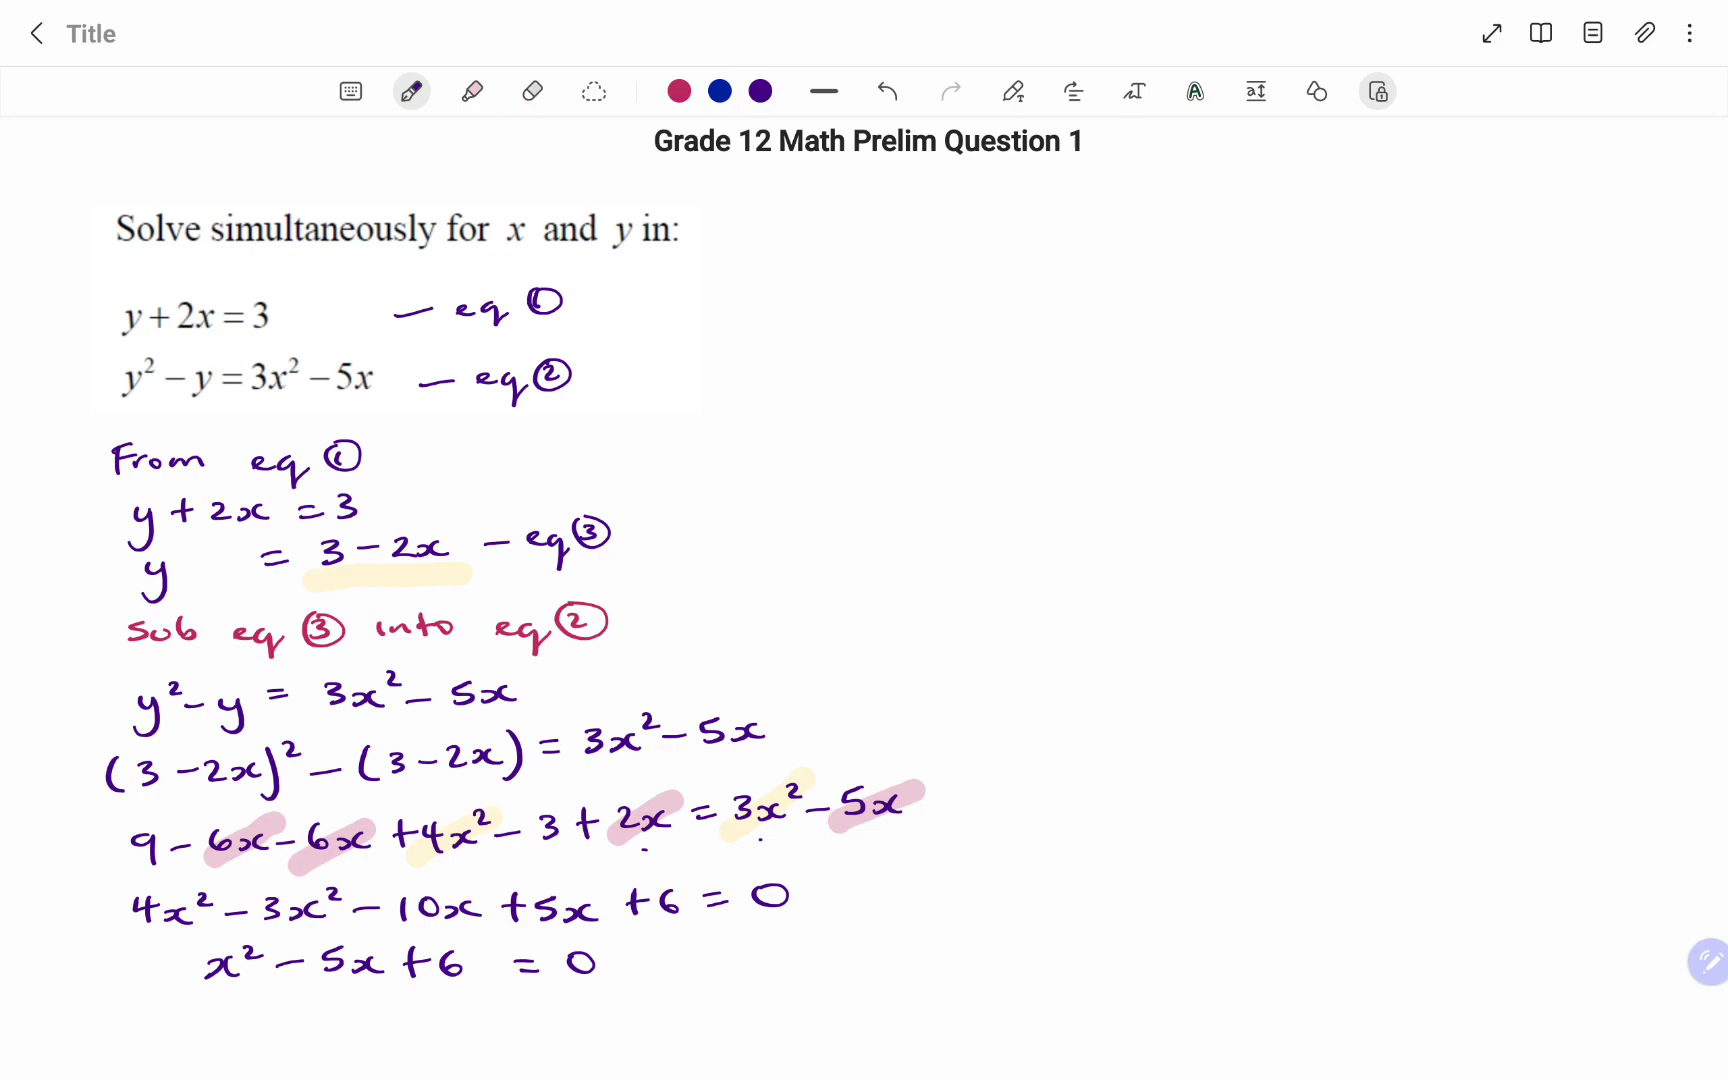 Title
Grade 12 Math Prelim Question 1
Solve simultaneously for x and y in:
y + 2x = 3 — eq ①
y² − y = 3x² − 5x — eq ②
From eq ①
y + 2x = 3
y = 3 − 2x — eq ③
sub eq ③ into eq ②
y² − y = 3x² − 5x
(3 − 2x)² − (3 − 2x) = 3x² − 5x
9 − 6x − 6x + 4x² − 3 + 2x = 3x² − 5x
4x² − 3x² − 10x + 5x + 6 = 0
x² − 5x + 6 = 0